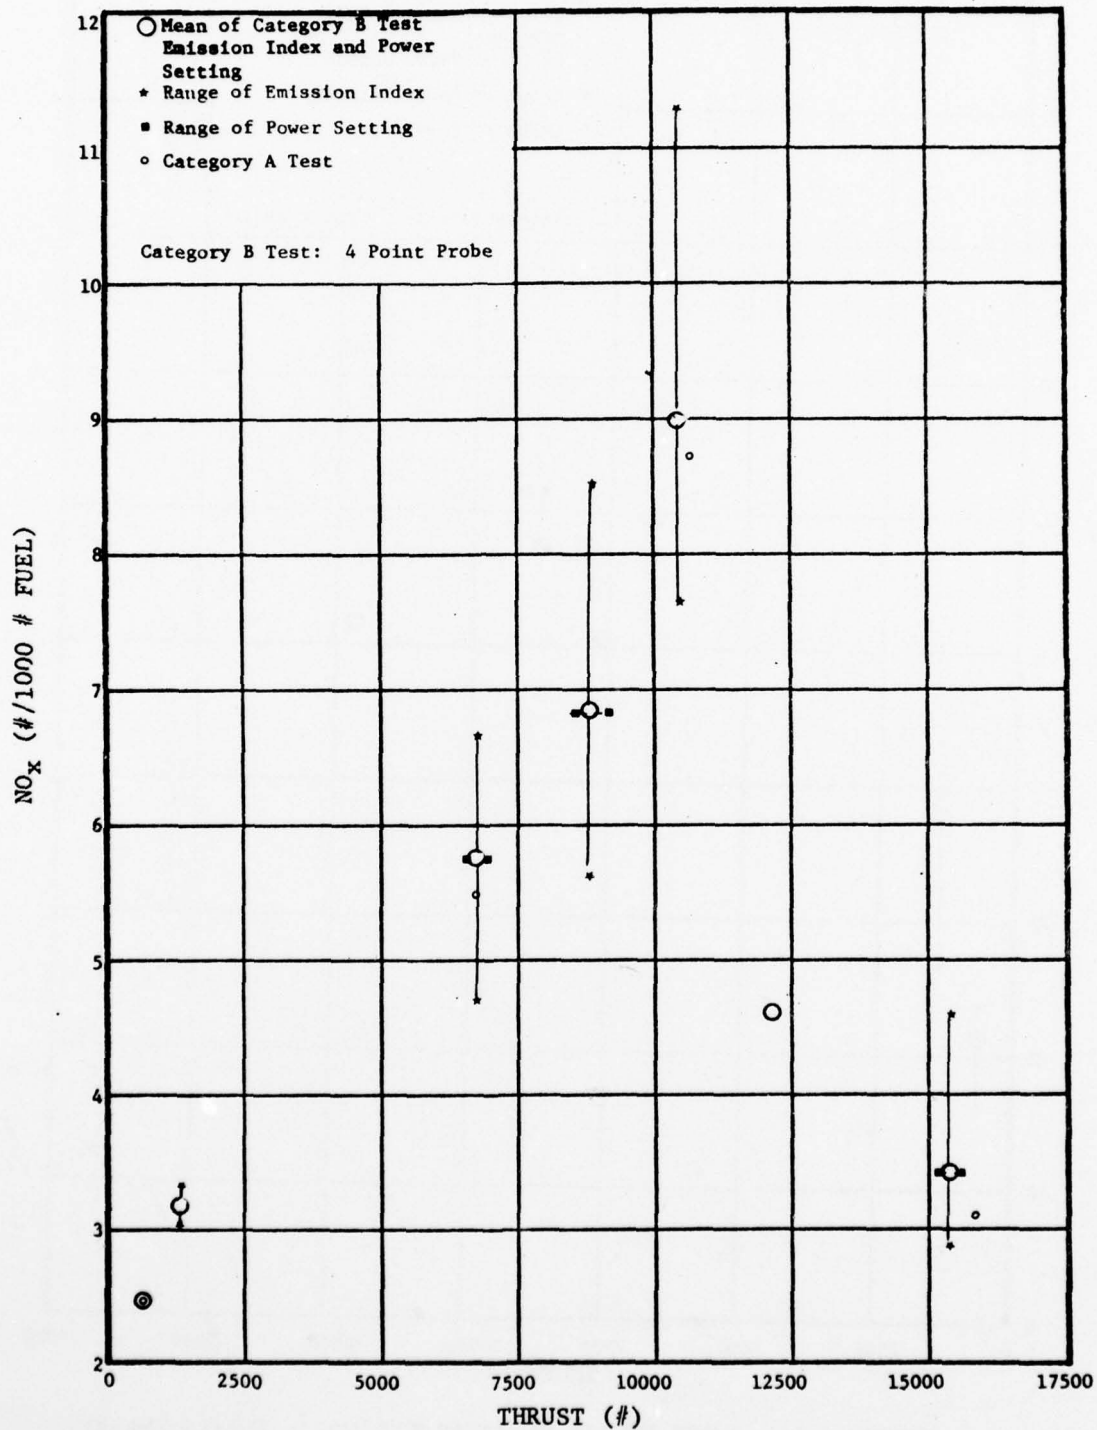 12
○ Mean of Category B Test
Emission Index and Power
Setting
★ Range of Emission Index
■ Range of Power Setting
○ Category A Test
Category B Test: 4 Point Probe
11
10
9
8
7
6
5
4
3
2
NOx (#/1000 # FUEL)
0 2500 5000 7500 10000 12500 15000 17500
THRUST (#)